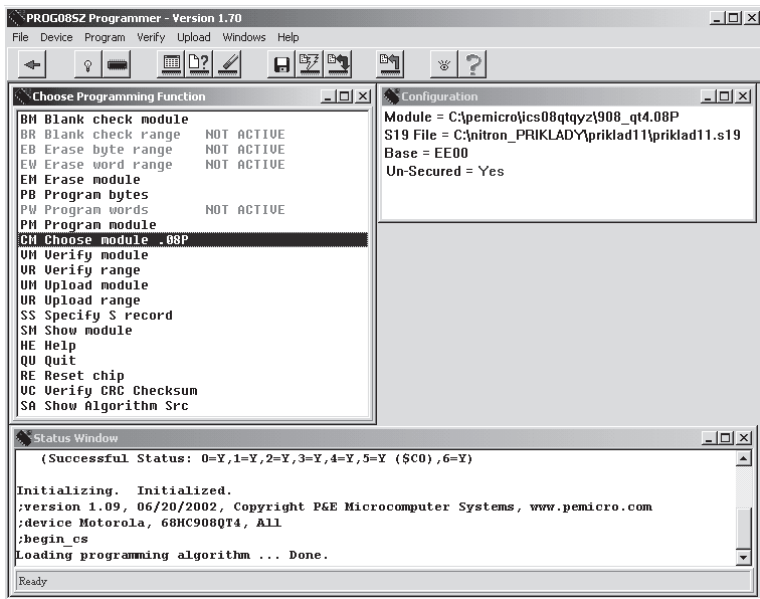 PROG08SZ Programmer - Version 1.70
File Device Program Verify Upload Windows Help
Choose Programming Function
BM Blank check module
BR Blank check range NOT ACTIVE
EB Erase byte range NOT ACTIVE
EW Erase word range NOT ACTIVE
EM Erase module
PB Program bytes
PW Program words NOT ACTIVE
PM Program module
CM Choose module .08P
VM Verify module
VR Verify range
UM Upload module
UR Upload range
SS Specify S record
SM Show module
HE Help
QU Quit
RE Reset chip
VC Verify CRC Checksum
SA Show Algorithm Src
Configuration
Module = C:\pemicro\ics08qtqyz\908_qt4.08P
S19 File = C:\nitron_PRIKLADY\priklad11\priklad11.s19
Base = EE00
Un-Secured = Yes
Status Window
(Successful Status: 0=Y,1=Y,2=Y,3=Y,4=Y,5=Y ($C0),6=Y)
Initializing. Initialized.
;version 1.09, 06/20/2002, Copyright P&E Microcomputer Systems, www.pemicro.com
;device Motorola, 68HC908QT4, All
;begin_cs
Loading programming algorithm ... Done.
Ready